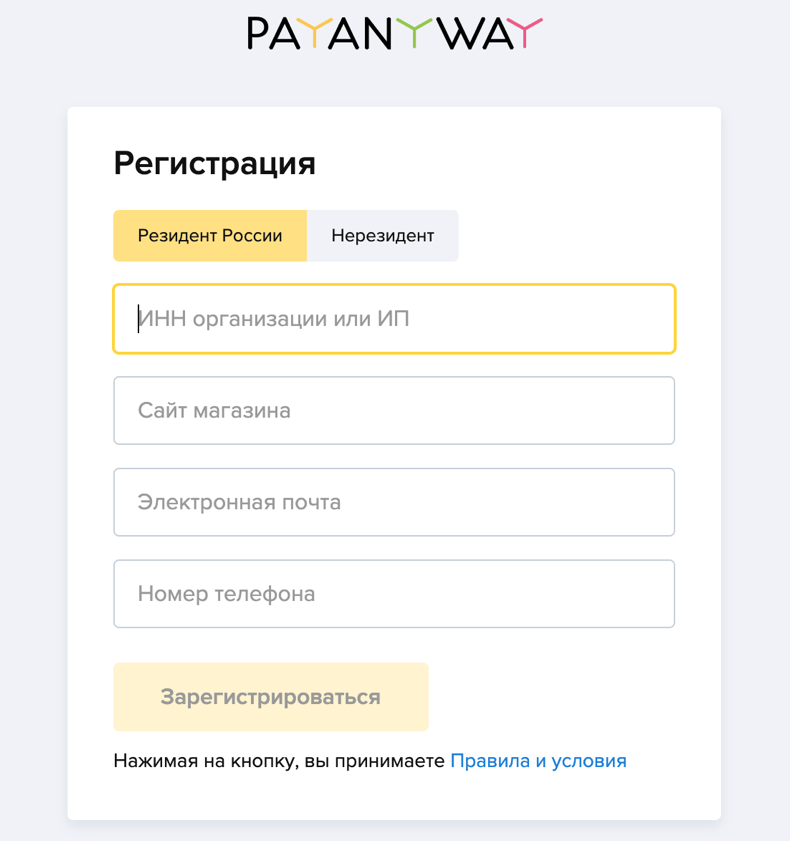 PAYANYWAY
Регистрация
Резидент России Нерезидент
ИНН организации или ИП
Сайт магазина
Электронная почта
Номер телефона
Зарегистрироваться
Нажимая на кнопку, вы принимаете Правила и условия